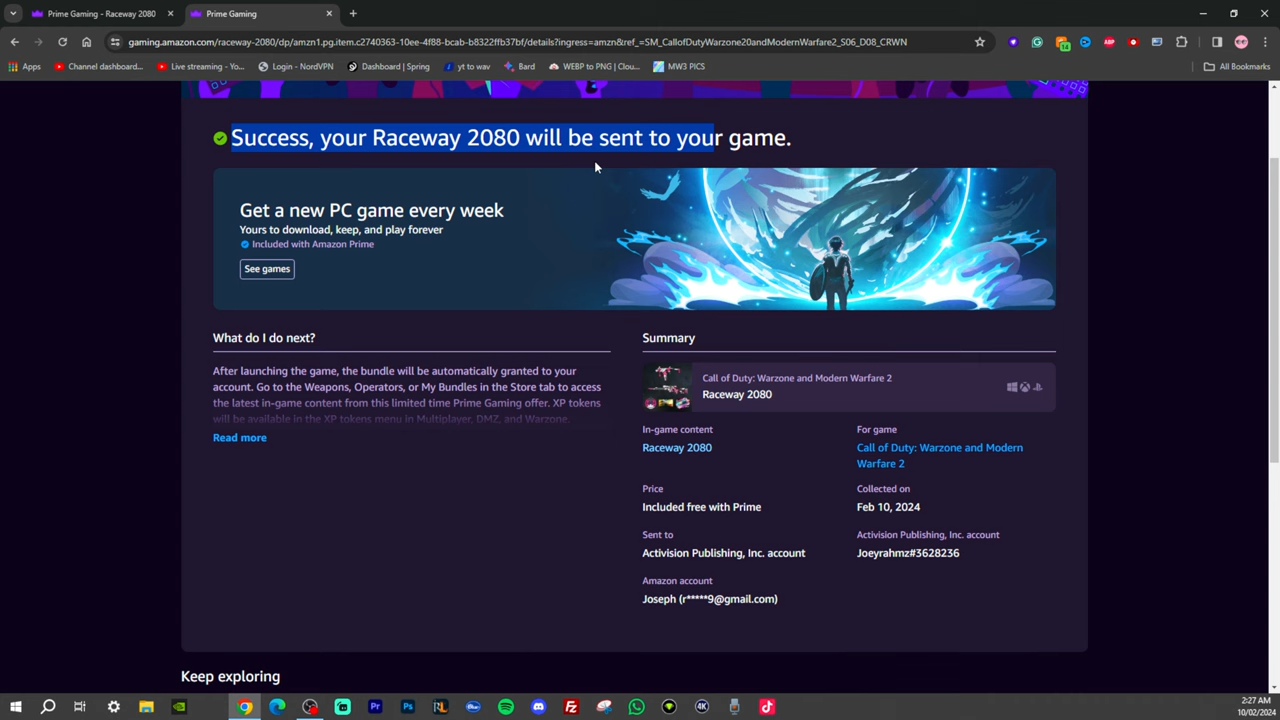 Prime Gaming - Raceway 2080
Prime Gaming
gaming.amazon.com/raceway-2080/dp/amzn1.pg.item.c2740363-10ee-4f88-bcab-b8322ffb37bf/details?ingress=amzn&ref_=SM_CallofDutyWarzone20andModernWarfare2_S06_D08_CRWN
Apps
Channel dashboard...
Live streaming - Yo...
Login - NordVPN
Dashboard | Spring
yt to wav
Bard
WEBP to PNG | Clou...
MW3 PICS
All Bookmarks
Success, your Raceway 2080 will be sent to your game.
Get a new PC game every week
Yours to download, keep, and play forever
Included with Amazon Prime
See games
What do I do next?
After launching the game, the bundle will be automatically granted to your
account. Go to the Weapons, Operators, or My Bundles in the Store tab to access
the latest in-game content from this limited time Prime Gaming offer. XP tokens
will be available in the XP tokens menu in Multiplayer, DMZ, and Warzone.
Read more
Summary
Call of Duty: Warzone and Modern Warfare 2
Raceway 2080
In-game content
Raceway 2080
For game
Call of Duty: Warzone and Modern
Warfare 2
Price
Included free with Prime
Collected on
Feb 10, 2024
Sent to
Activision Publishing, Inc. account
Activision Publishing, Inc. account
Joeyrahmz#3628236
Amazon account
Joseph (r*****9@gmail.com)
Keep exploring
2:27 AM
10/02/2024